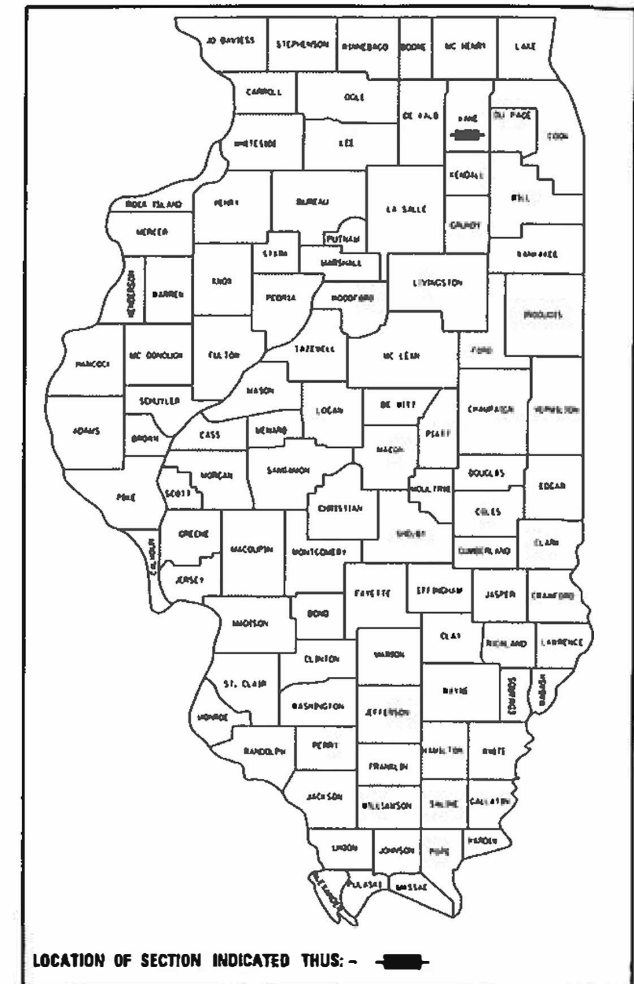 JO DAVIESS STEPHENSON WINNEBAGO BOONE MC HENRY LAKE
CARROLL OGLE DE KALB KANE DU PAGE COOK
WHITESIDE LEE
KENDALL
ROCK ISLAND HENRY BUREAU LA SALLE WILL
MERCER PUTNAM GRUNDY
STARK MARSHALL KANKAKEE
HENDERSON WARREN KNOX PEORIA WOODFORD LIVINGSTON
IROQUOIS
HANCOCK MC DONOUGH FULTON TAZEWELL MC LEAN FORD
MASON
SCHUYLER LOGAN DE WITT CHAMPAIGN VERMILION
ADAMS BROWN CASS MENARD PIATT
MACON
MORGAN SANGAMON DOUGLAS
PIKE SCOTT MOULTRIE EDGAR
CHRISTIAN COLES
GREENE MACOUPIN MONTGOMERY SHELBY CLARK
CALHOUN CUMBERLAND
JERSEY FAYETTE EFFINGHAM JASPER CRAWFORD
MADISON BOND
CLAY RICHLAND LAWRENCE
CLINTON MARION
ST. CLAIR WAYNE EDWARDS WABASH
WASHINGTON JEFFERSON
MONROE
RANDOLPH PERRY HAMILTON WHITE
FRANKLIN
JACKSON WILLIAMSON SALINE GALLATIN
UNION JOHNSON POPE HARDIN
ALEXANDER PULASKI MASSAC
LOCATION OF SECTION INDICATED THUS: -